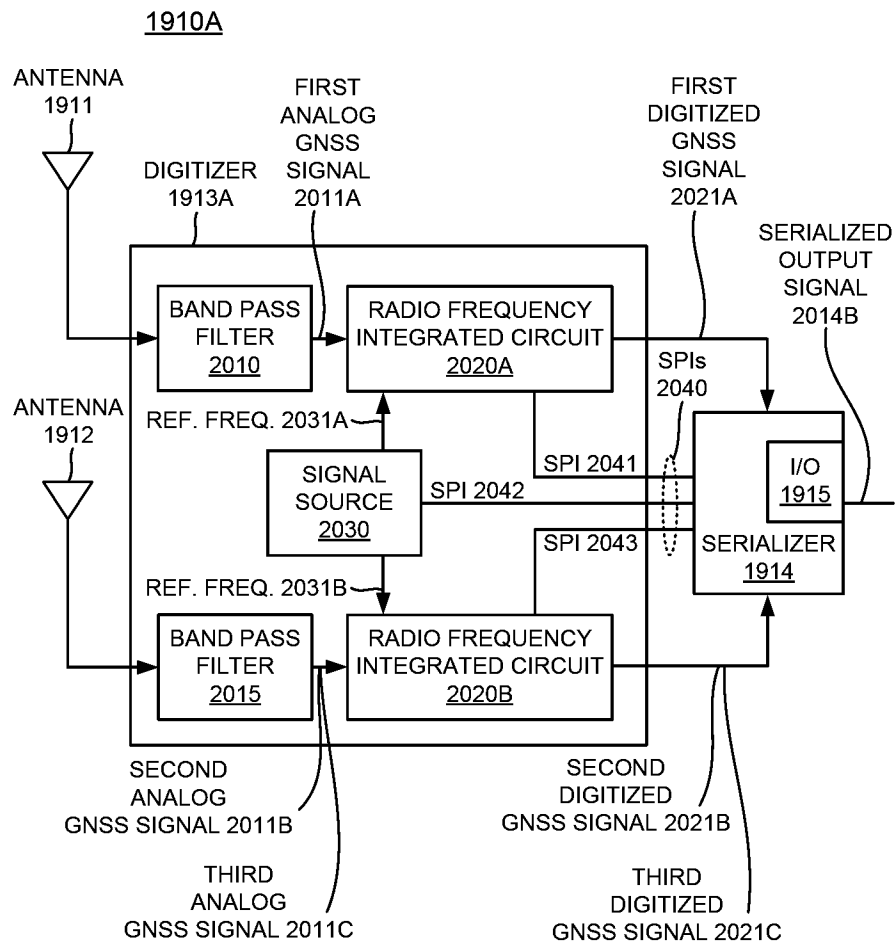 1910A
ANTENNA
1911
FIRST
ANALOG
GNSS
SIGNAL
2011A
FIRST
DIGITIZED
GNSS
SIGNAL
2021A
DIGITIZER
1913A
SERIALIZED
OUTPUT
SIGNAL
2014B
BAND PASS
FILTER
2010
RADIO FREQUENCY
INTEGRATED CIRCUIT
2020A
SPIs
2040
ANTENNA
1912
REF. FREQ. 2031A
SIGNAL
SOURCE
2030
SPI 2041
SPI 2042
SPI 2043
I/O
1915
SERIALIZER
1914
REF. FREQ. 2031B
BAND PASS
FILTER
2015
RADIO FREQUENCY
INTEGRATED CIRCUIT
2020B
SECOND
ANALOG
GNSS SIGNAL 2011B
SECOND
DIGITIZED
GNSS SIGNAL 2021B
THIRD
ANALOG
GNSS SIGNAL 2011C
THIRD
DIGITIZED
GNSS SIGNAL 2021C